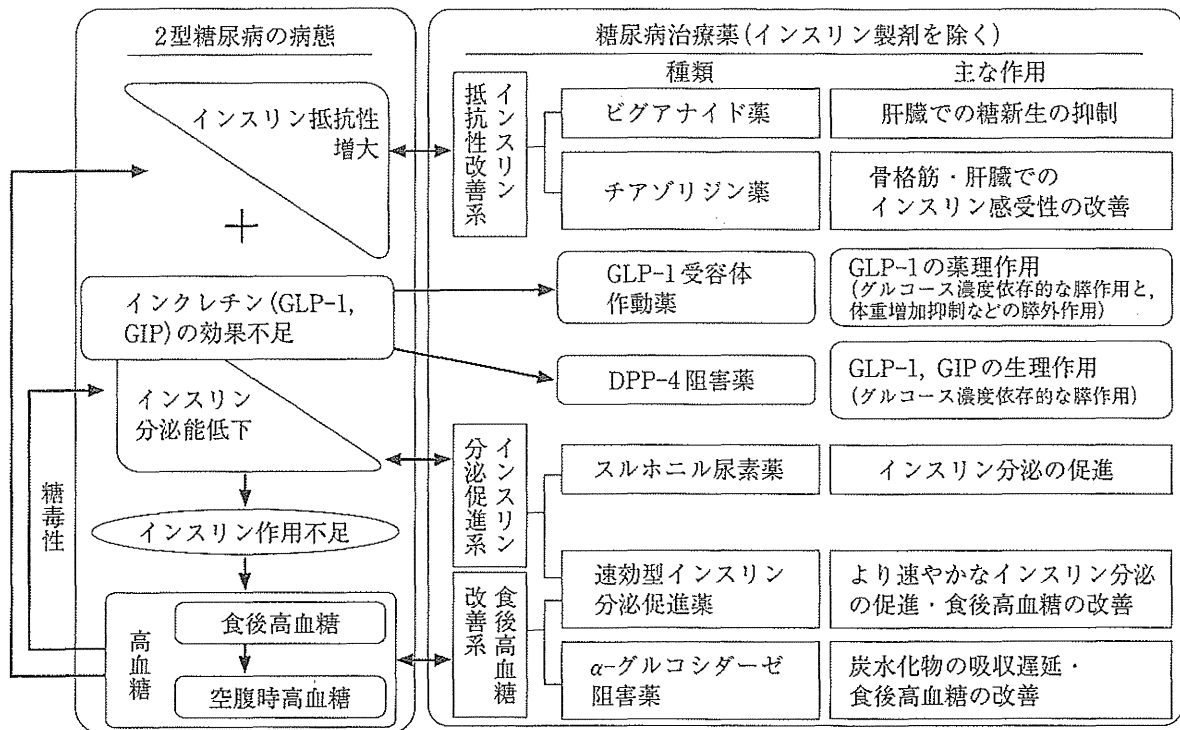 2型糖尿病の病態
インスリン抵抗性
増大
+
インクレチン(GLP-1,
GIP)の効果不足
インスリン
分泌能低下
糖毒性
インスリン作用不足
高血糖
食後高血糖
空腹時高血糖
糖尿病治療薬(インスリン製剤を除く)
種類
主な作用
インスリン
抵抗性改善系
ビグアナイド薬
肝臓での糖新生の抑制
チアゾリジン薬
骨格筋・肝臓での
インスリン感受性の改善
GLP-1受容体
作動薬
GLP-1の薬理作用
(グルコース濃度依存的な膵作用と,
体重増加抑制などの膵外作用)
DPP-4阻害薬
GLP-1, GIPの生理作用
(グルコース濃度依存的な膵作用)
インスリン
分泌促進系
スルホニル尿素薬
インスリン分泌の促進
速効型インスリン
分泌促進薬
より速やかなインスリン分泌
の促進・食後高血糖の改善
食後高血糖
改善系
α-グルコシダーゼ
阻害薬
炭水化物の吸収遅延・
食後高血糖の改善